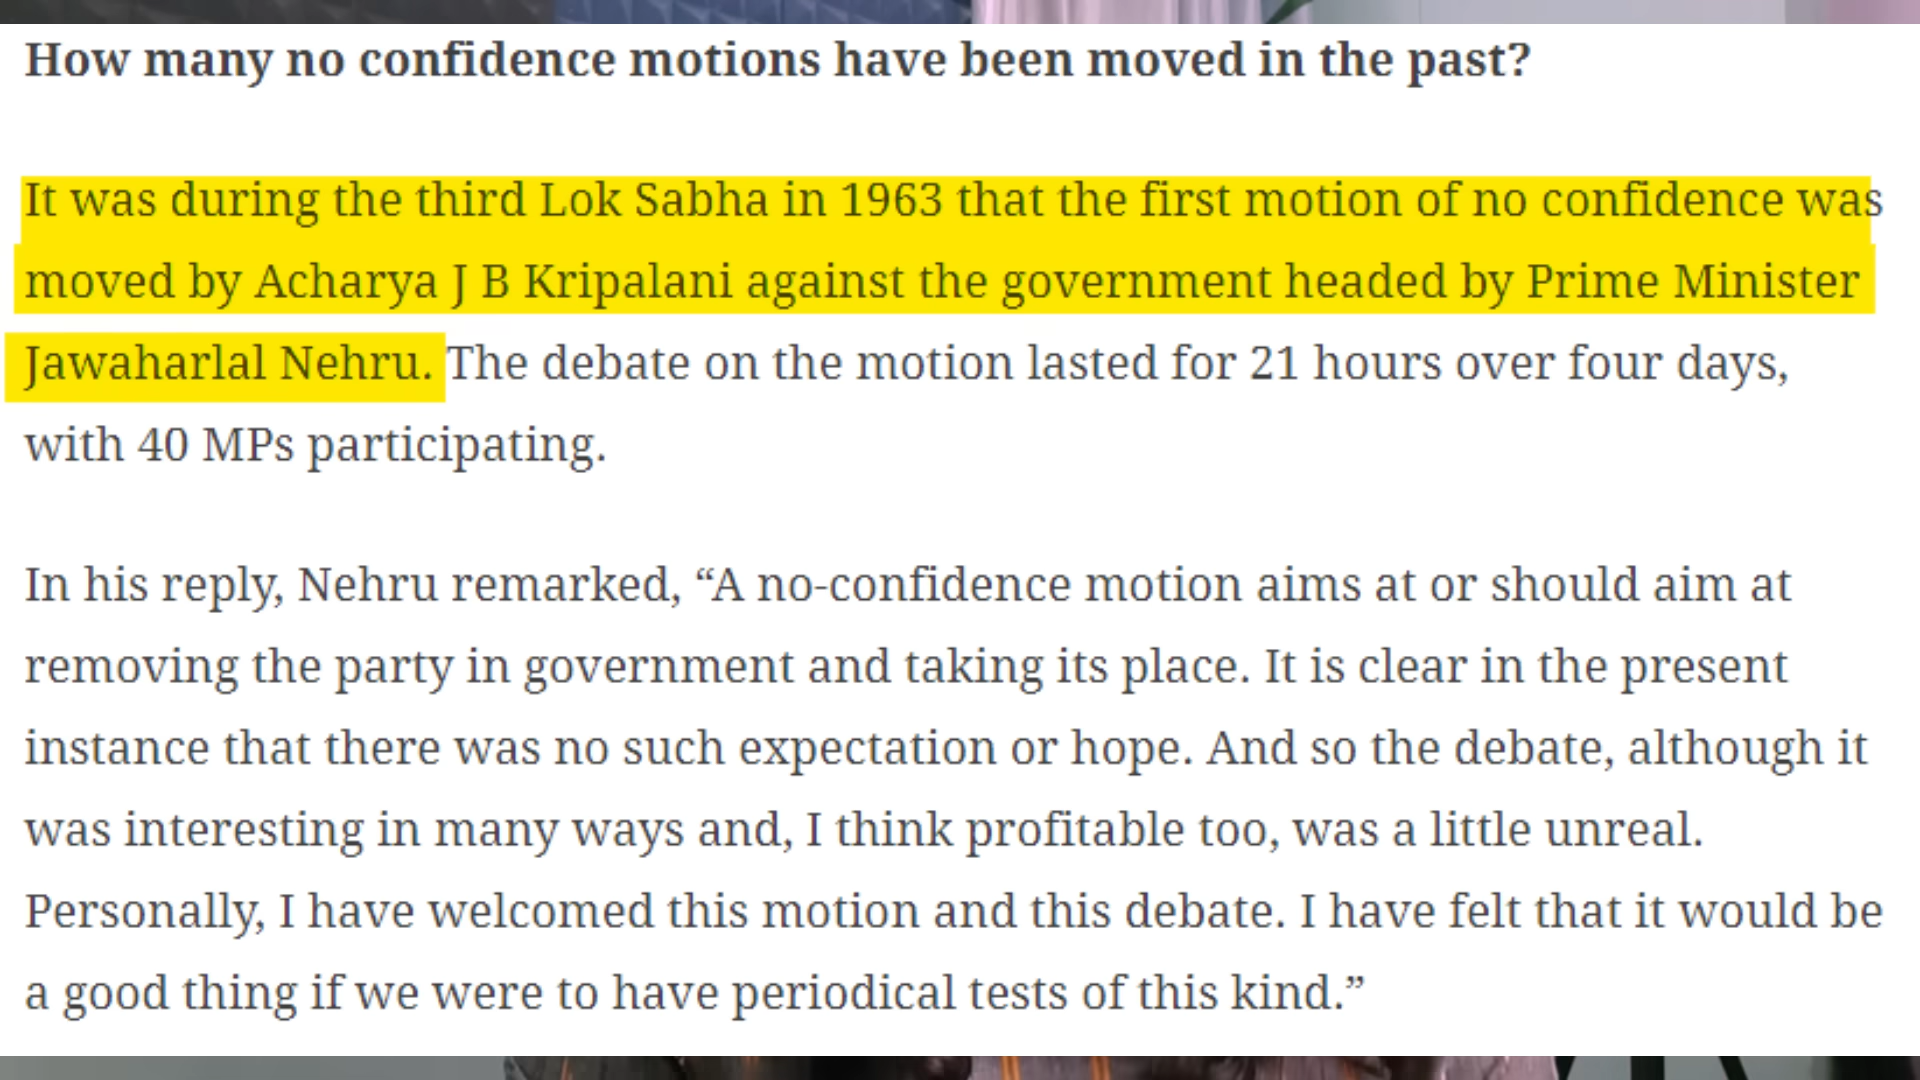 How many no confidence motions have been moved in the past?
It was during the third Lok Sabha in 1963 that the first motion of no confidence was
moved by Acharya J B Kripalani against the government headed by Prime Minister
Jawaharlal Nehru. The debate on the motion lasted for 21 hours over four days,
with 40 MPs participating.
In his reply, Nehru remarked, “A no-confidence motion aims at or should aim at
removing the party in government and taking its place. It is clear in the present
instance that there was no such expectation or hope. And so the debate, although it
was interesting in many ways and, I think profitable too, was a little unreal.
Personally, I have welcomed this motion and this debate. I have felt that it would be
a good thing if we were to have periodical tests of this kind.”